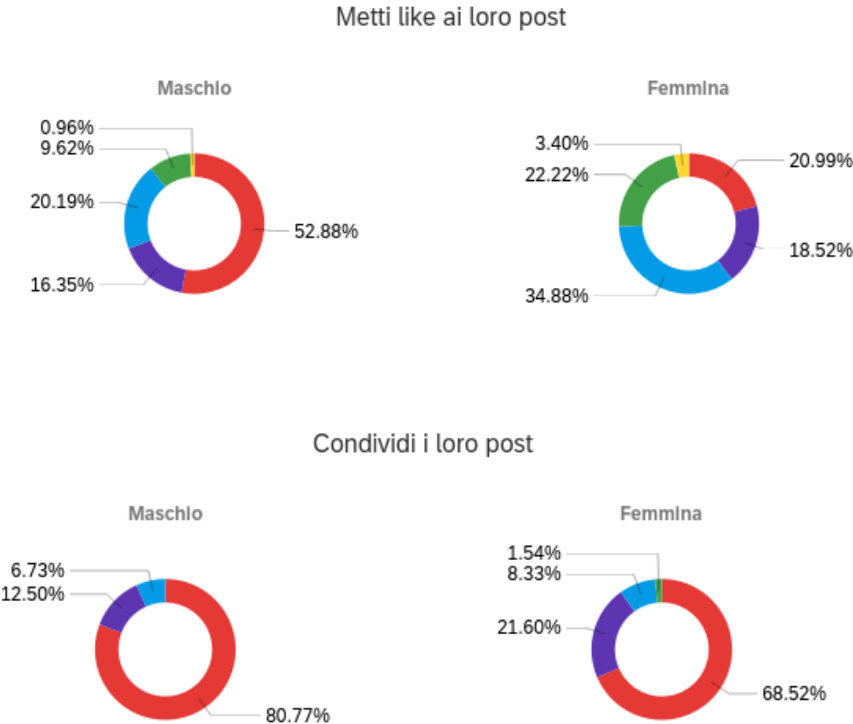 Metti like ai loro post
Maschio
Femmina
0.96%
9.62%
20.19%
16.35%
52.88%
3.40%
22.22%
34.88%
20.99%
18.52%
Condividi i loro post
Maschio
Femmina
6.73%
12.50%
80.77%
1.54%
8.33%
21.60%
68.52%